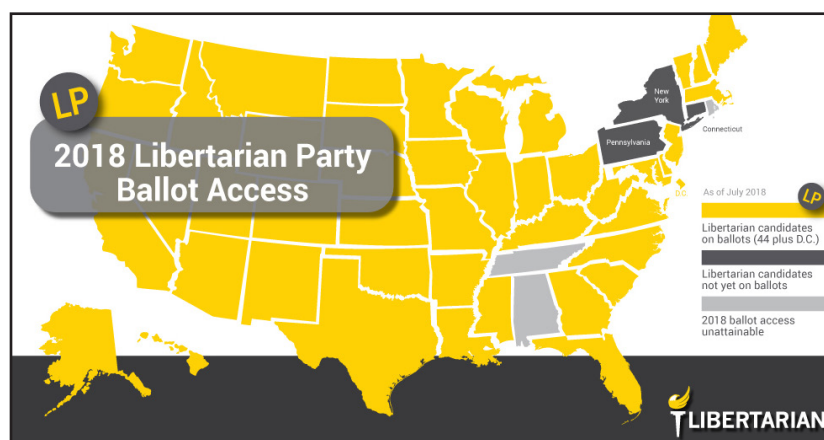 LP
2018 Libertarian Party
Ballot Access
New
York
Pennsylvania
Connecticut
D.C.
As of July 2018
LP
Libertarian candidates
on ballots (44 plus D.C.)
Libertarian candidates
not yet on ballots
2018 ballot access
unattainable
LIBERTARIAN